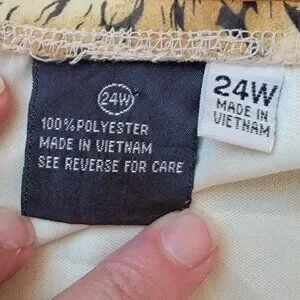 24W
100% POLYESTER
MADE IN VIETNAM
SEE REVERSE FOR CARE
24W
MADE IN
VIETNAM